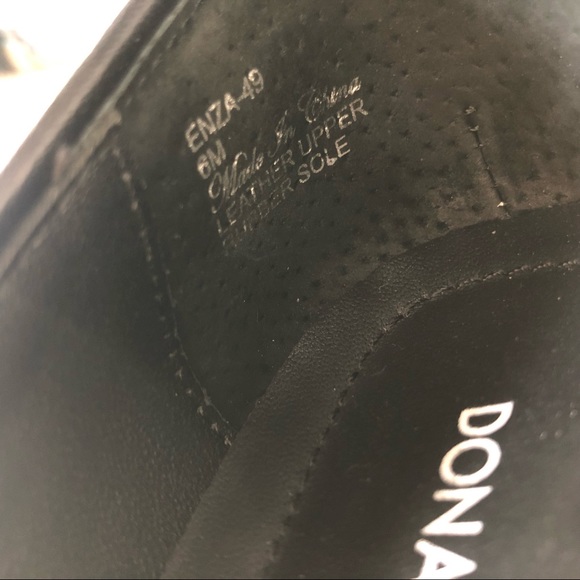 ENZA-49
6M
Made In China
LEATHER UPPER
RUBBER SOLE
DONA